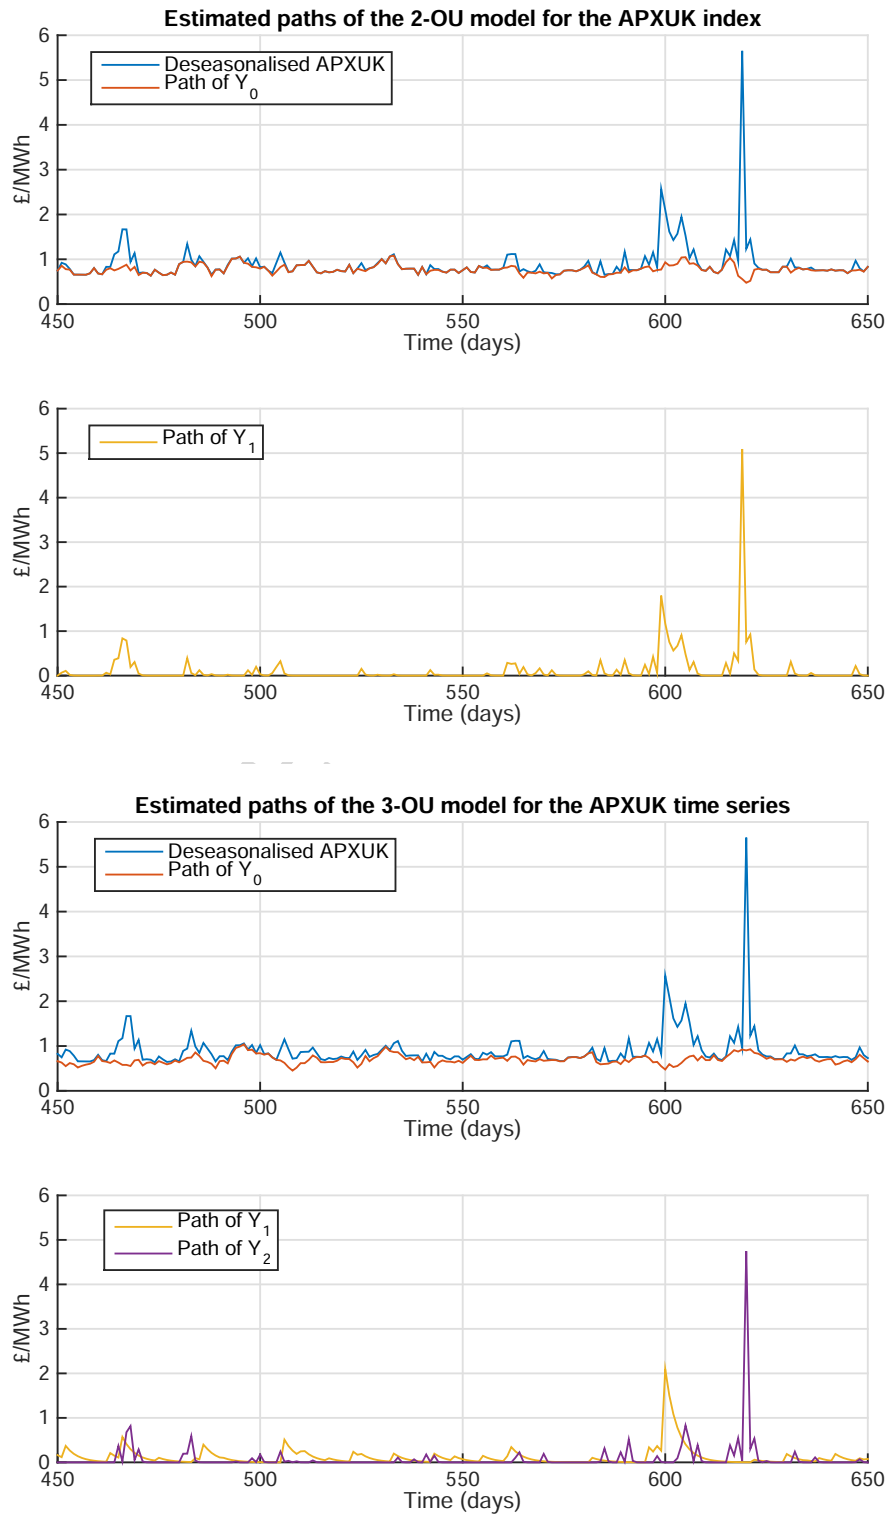 Estimated paths of the 2-OU model for the APXUK index
6
5
4
3
2
1
0
£/MWh
Deseasonalised APXUK
Path of Y0
450 500 550 600 650
Time (days)
6
5
4
3
2
1
0
£/MWh
Path of Y1
450 500 550 600 650
Time (days)
Estimated paths of the 3-OU model for the APXUK time series
6
5
4
3
2
1
0
£/MWh
Deseasonalised APXUK
Path of Y0
450 500 550 600 650
Time (days)
6
5
4
3
2
1
0
£/MWh
Path of Y1
Path of Y2
450 500 550 600 650
Time (days)